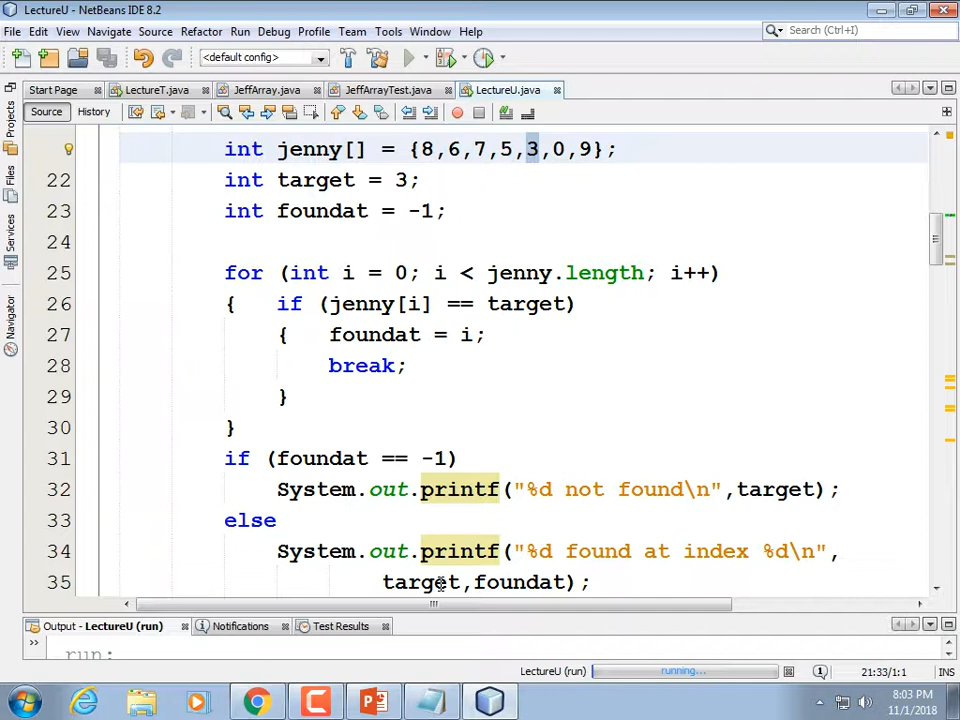 LectureU - NetBeans IDE 8.2
File Edit View Navigate Source Refactor Run Debug Profile Team Tools Window Help
<default config>
Search (Ctrl+I)
Start Page LectureT.java JeffArray.java JeffArrayTest.java LectureU.java
Source History
Projects
Files
Services
Navigator
int jenny[] = {8,6,7,5,3,0,9};
22 int target = 3;
23 int foundat = -1;
24
25 for (int i = 0; i < jenny.length; i++)
26 { if (jenny[i] == target)
27 { foundat = i;
28 break;
29 }
30 }
31 if (foundat == -1)
32 System.out.printf("%d not found\n",target);
33 else
34 System.out.printf("%d found at index %d\n",
35 target,foundat);
Output - LectureU (run) Notifications Test Results
run:
LectureU (run) running... 1 21:33/1:1 INS
8:03 PM
11/1/2018